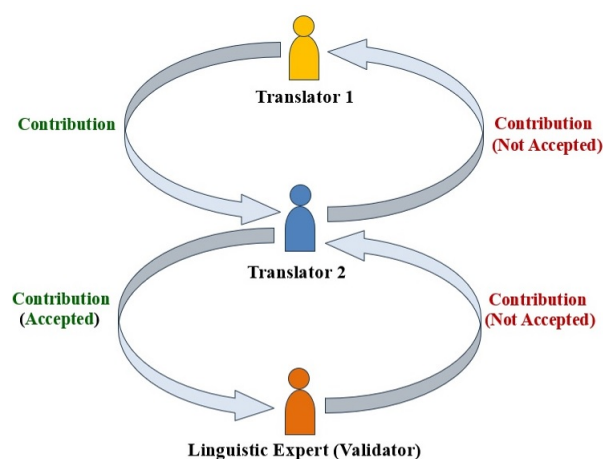 Translator 1
Contribution
Contribution
(Not Accepted)
Translator 2
Contribution
(Accepted)
Contribution
(Not Accepted)
Linguistic Expert (Validator)